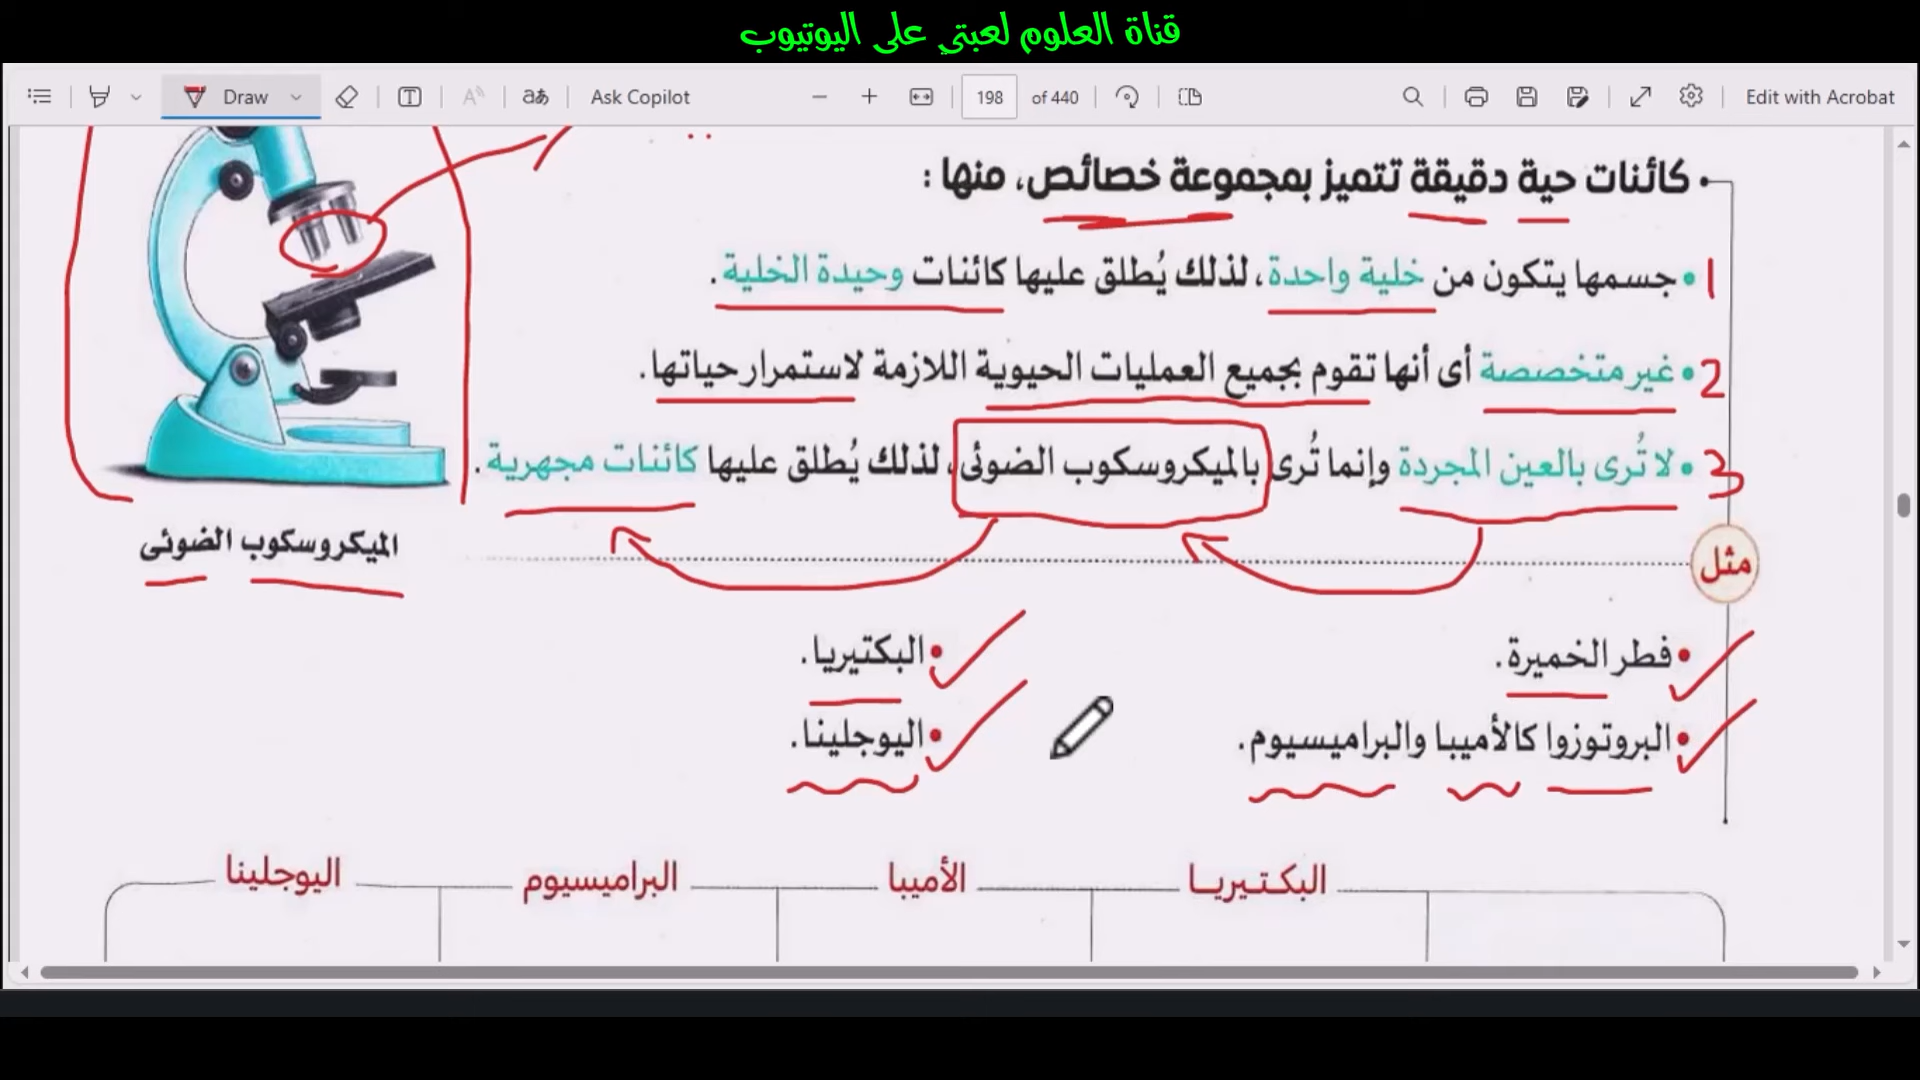 قناة العلوم لعبتي على اليوتيوب
Draw
Ask Copilot
198 of 440
Edit with Acrobat
• كائنات حية دقيقة تتميز بمجموعة خصائص، منها :
1 • جسمها يتكون من خلية واحدة، لذلك يُطلق عليها كائنات وحيدة الخلية.
2 • غير متخصصة أى أنها تقوم بجميع العمليات الحيوية اللازمة لاستمرار حياتها.
3 • لا تُرى بالعين المجردة وإنما تُرى بالميكروسكوب الضوئى، لذلك يُطلق عليها كائنات مجهرية.
الميكروسكوب الضوئى
مثل
• فطر الخميرة.
• البكتيريا.
• البروتوزوا كالأميبا والبراميسيوم.
• اليوجلينا.
البكـتـيريـا
الأميبا
البراميسيوم
اليوجلينا